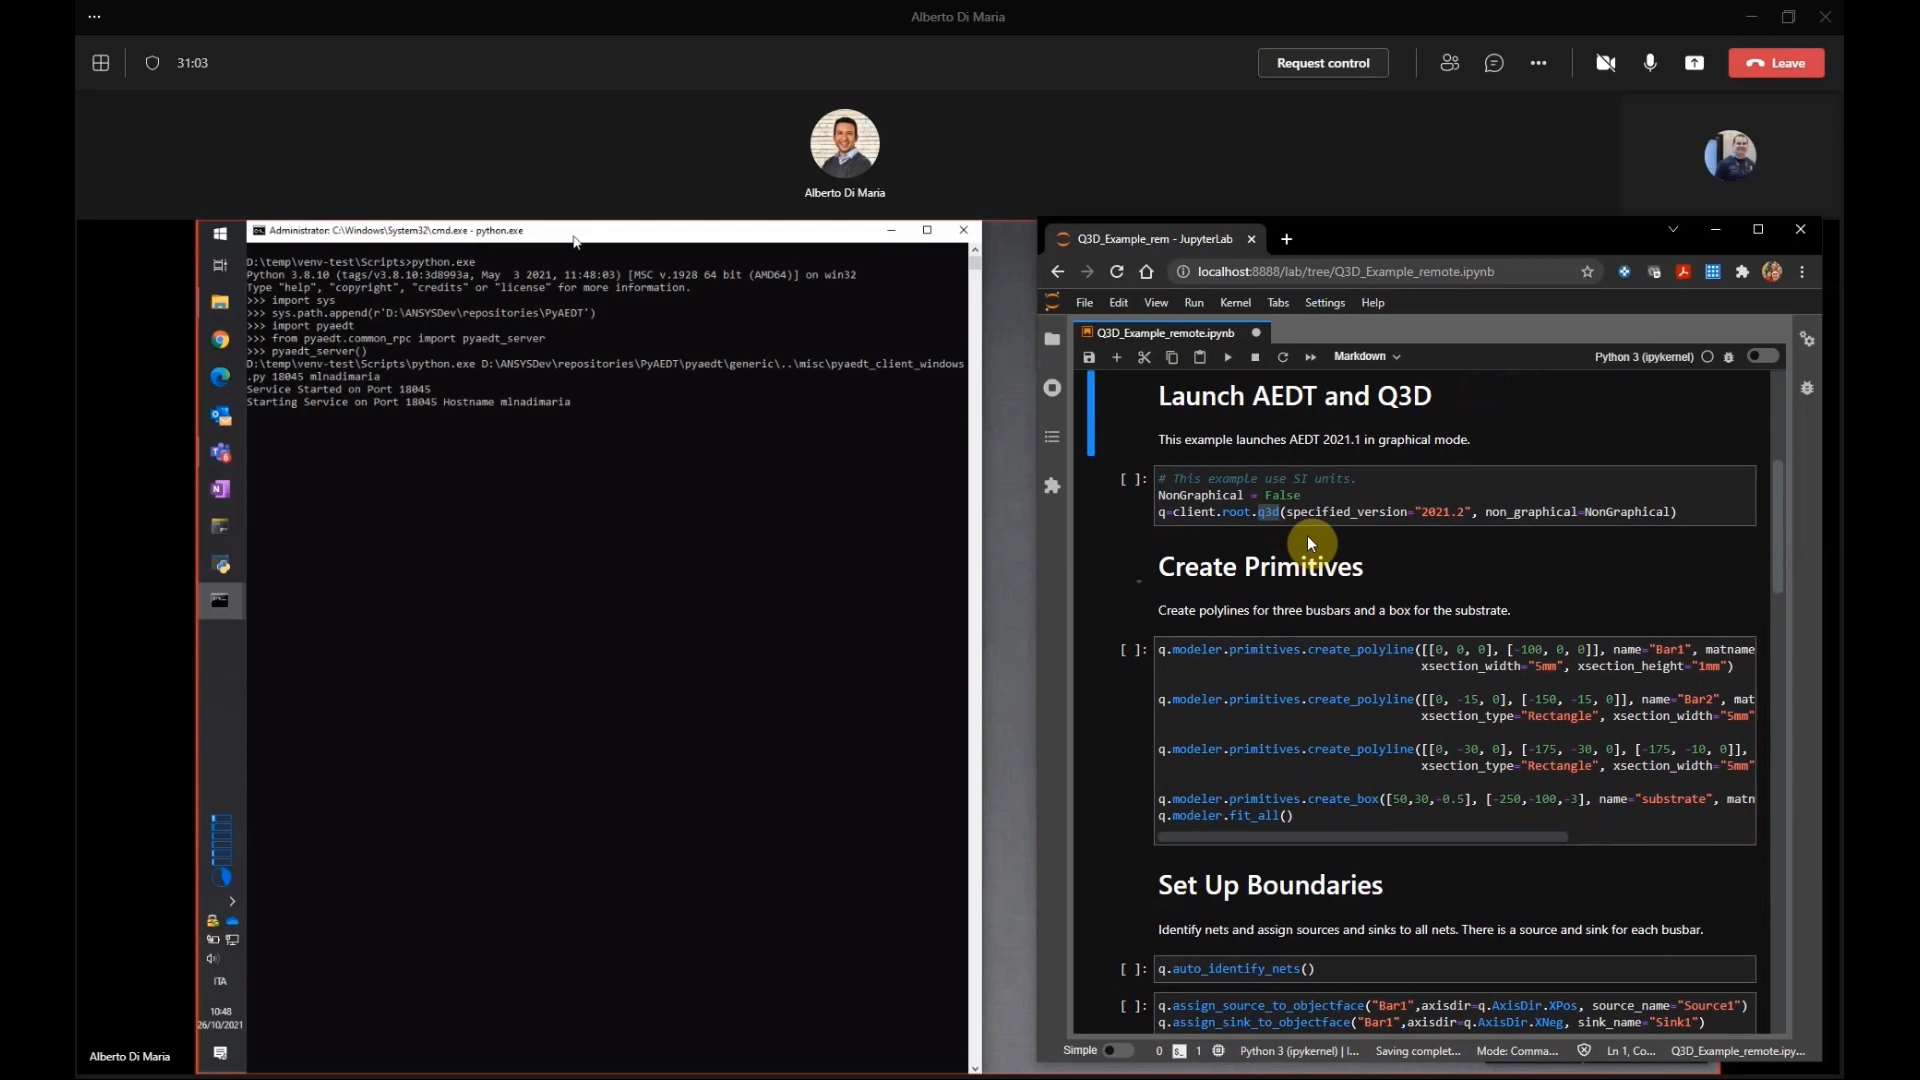 Alberto Di Maria
31:03
Request control
Leave
Alberto Di Maria
Administrator: C:\Windows\System32\cmd.exe - python.exe
D:\temp\venv-test\Scripts>python.exe
Python 3.8.10 (tags/v3.8.10:3d8993a, May  3 2021, 11:48:03) [MSC v.1928 64 bit (AMD64)] on win32
Type "help", "copyright", "credits" or "license" for more information.
>>> import sys
>>> sys.path.append(r'D:\ANSYSDev\repositories\PyAEDT')
>>> import pyaedt
>>> from pyaedt.common_rpc import pyaedt_server
>>> pyaedt_server()
D:\temp\venv-test\Scripts\python.exe D:\ANSYSDev\repositories\PyAEDT\pyaedt\generic\..\misc\pyaedt_client_windows
.py 18045 mlnadimaria
Service Started on Port 18045
Starting Service on Port 18045 Hostname mlnadimaria
ITA
10:48
26/10/2021
Alberto Di Maria
Q3D_Example_rem - JupyterLab
localhost:8888/lab/tree/Q3D_Example_remote.ipynb
File Edit View Run Kernel Tabs Settings Help
Q3D_Example_remote.ipynb
Markdown
Python 3 (ipykernel)
Launch AEDT and Q3D
This example launches AEDT 2021.1 in graphical mode.
[ ]: # This example use SI units.
NonGraphical = False
q=client.root.q3d(specified_version="2021.2", non_graphical=NonGraphical)
Create Primitives
Create polylines for three busbars and a box for the substrate.
[ ]: q.modeler.primitives.create_polyline([[0, 0, 0], [-100, 0, 0]], name="Bar1", matname
xsection_width="5mm", xsection_height="1mm")
q.modeler.primitives.create_polyline([[0, -15, 0], [-150, -15, 0]], name="Bar2", mat
xsection_type="Rectangle", xsection_width="5mm"
q.modeler.primitives.create_polyline([[0, -30, 0], [-175, -30, 0], [-175, -10, 0]],
xsection_type="Rectangle", xsection_width="5mm"
q.modeler.primitives.create_box([50,30,-0.5], [-250,-100,-3], name="substrate", matn
q.modeler.fit_all()
Set Up Boundaries
Identify nets and assign sources and sinks to all nets. There is a source and sink for each busbar.
[ ]: q.auto_identify_nets()
[ ]: q.assign_source_to_objectface("Bar1",axisdir=q.AxisDir.XPos, source_name="Source1")
q.assign_sink_to_objectface("Bar1",axisdir=q.AxisDir.XNeg, sink_name="Sink1")
Simple 0 1 Python 3 (ipykernel) | I... Saving complet... Mode: Comma... Ln 1, Co... Q3D_Example_remote.ipy...